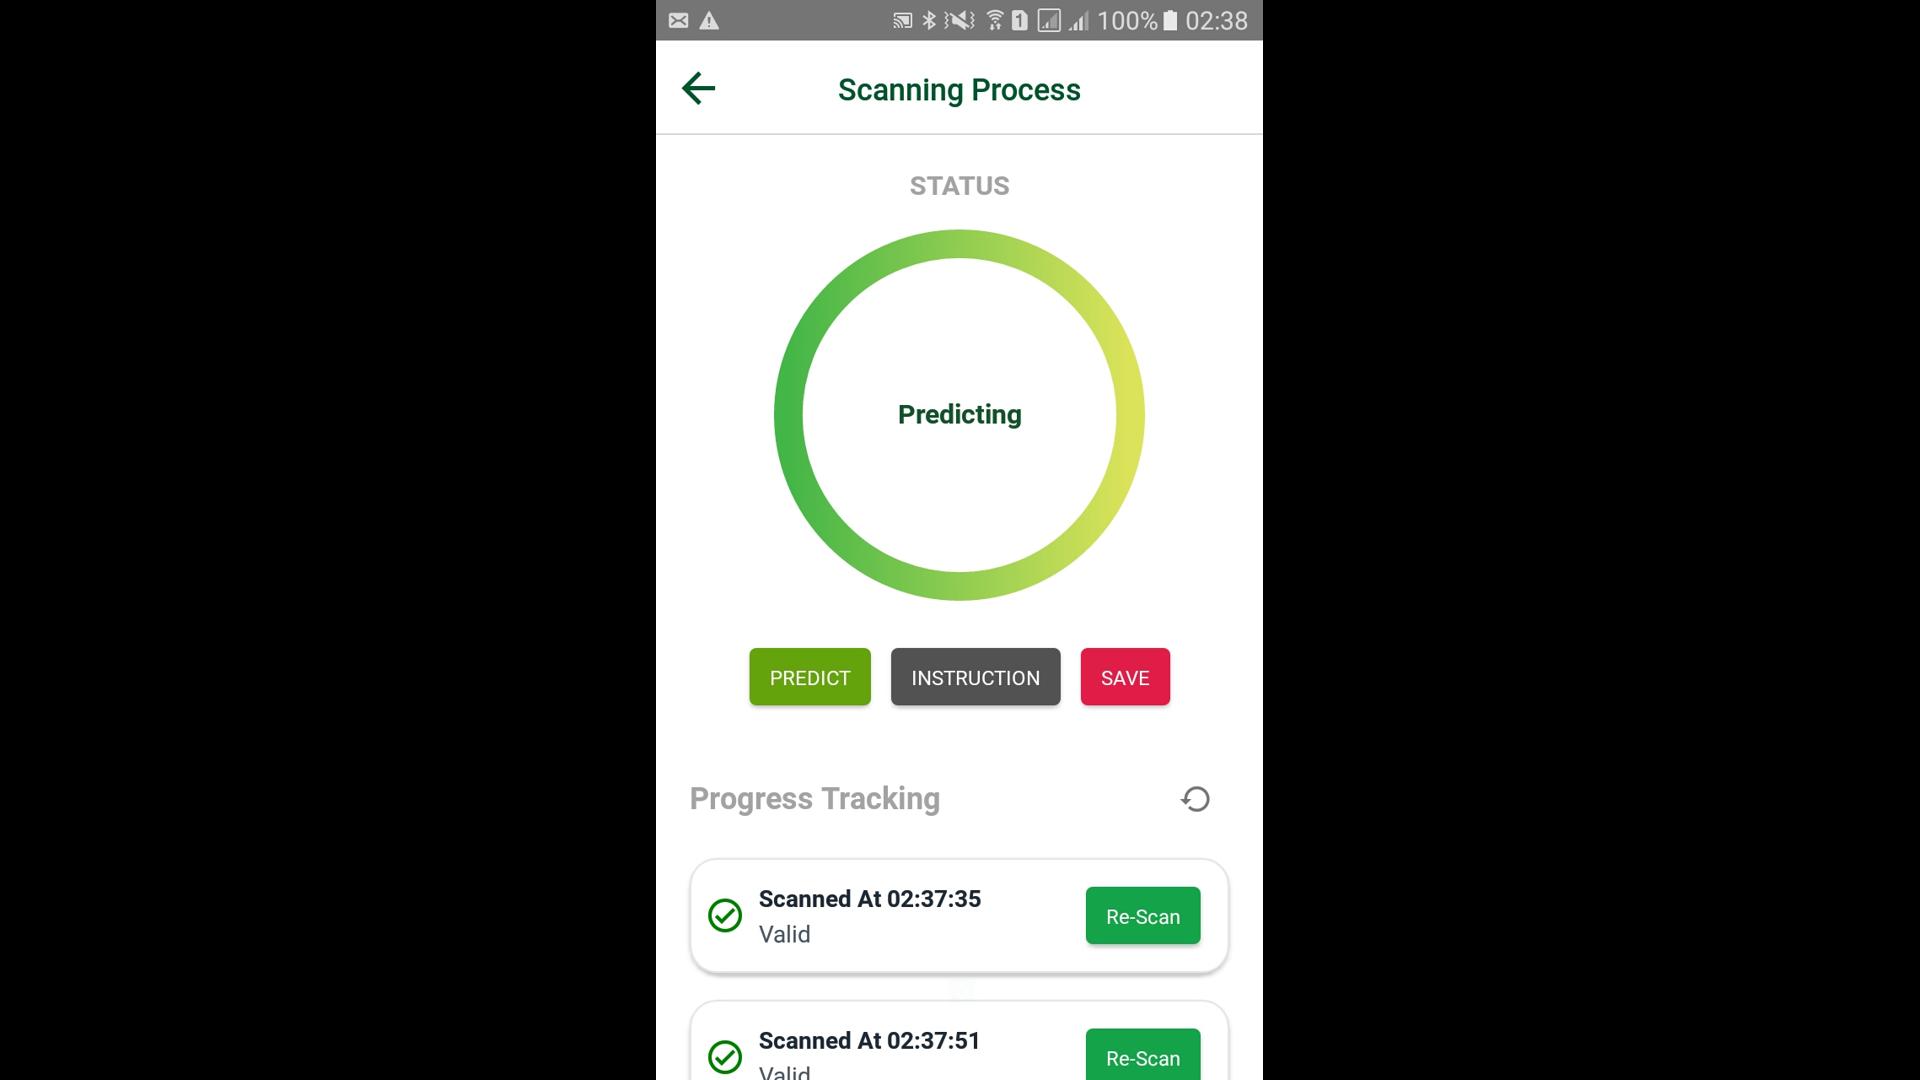 100% 02:38
Scanning Process
STATUS
Predicting
PREDICT INSTRUCTION SAVE
Progress Tracking
Scanned At 02:37:35
Valid
Re-Scan
Scanned At 02:37:51
Valid
Re-Scan